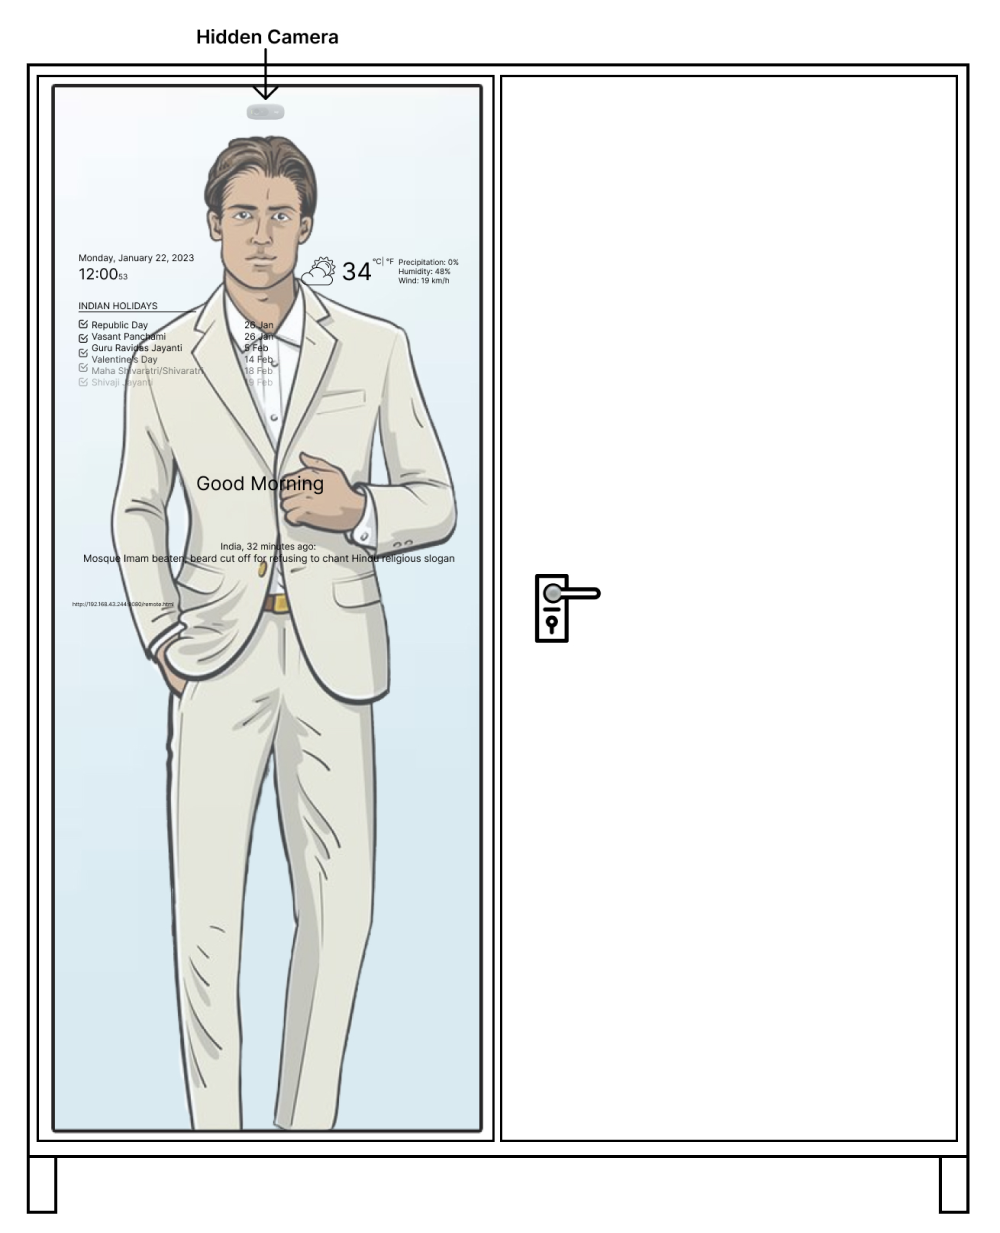 Hidden Camera
Monday, January 22, 2023
12:00 53
34 °C| °F
Precipitation: 0%
Humidity: 48%
Wind: 19 km/h
INDIAN HOLIDAYS
Republic Day 26 Jan
Vasant Panchami 26 Jan
Guru Ravidas Jayanti 5 Feb
Valentine's Day 14 Feb
Maha Shivaratri/Shivaratri 18 Feb
Shivaji Jayanti 19 Feb
Good Morning
India, 32 minutes ago:
Mosque Imam beaten, beard cut off for refusing to chant Hindu religious slogan
http://192.168.43.244:8080/remote.html